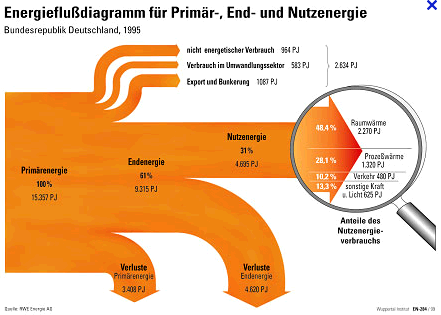 Energieflußdiagramm für Primär-, End- und Nutzenergie
Bundesrepublik Deutschland, 1995
nicht energetischer Verbrauch 964 PJ
Verbrauch im Umwandlungssektor 583 PJ
2.634 PJ
Export und Bunkerung 1087 PJ
Primärenergie
100%
15.357 PJ
Endenergie
61%
9.315 PJ
Nutzenergie
31%
4.695 PJ
48,4%
Raumwärme
2.270 PJ
28,1%
Prozeßwärme
1.320 PJ
10,2%
Verkehr 480 PJ
13,3%
sonstige Kraft
u. Licht 625 PJ
Anteile des
Nutzenergie-
verbrauchs
Verluste
Primärenergie
3.408 PJ
Verluste
Endenergie
4.620 PJ
Quelle: RWE Energie AG
Wuppertal Institut EN-284 / 99